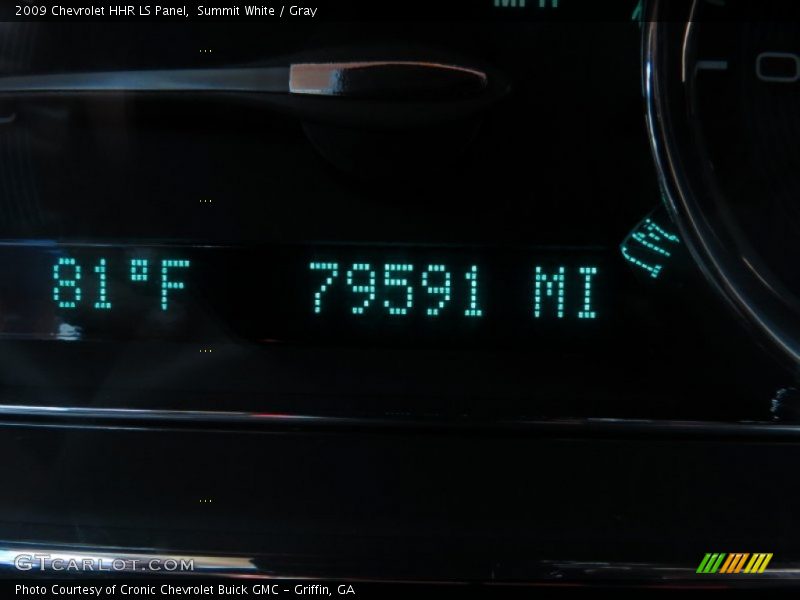 2009 Chevrolet HHR LS Panel,  Summit White / Gray
MPH
81°F 79591 MI
GTCARLOT.COM
Photo Courtesy of Cronic Chevrolet Buick GMC - Griffin, GA